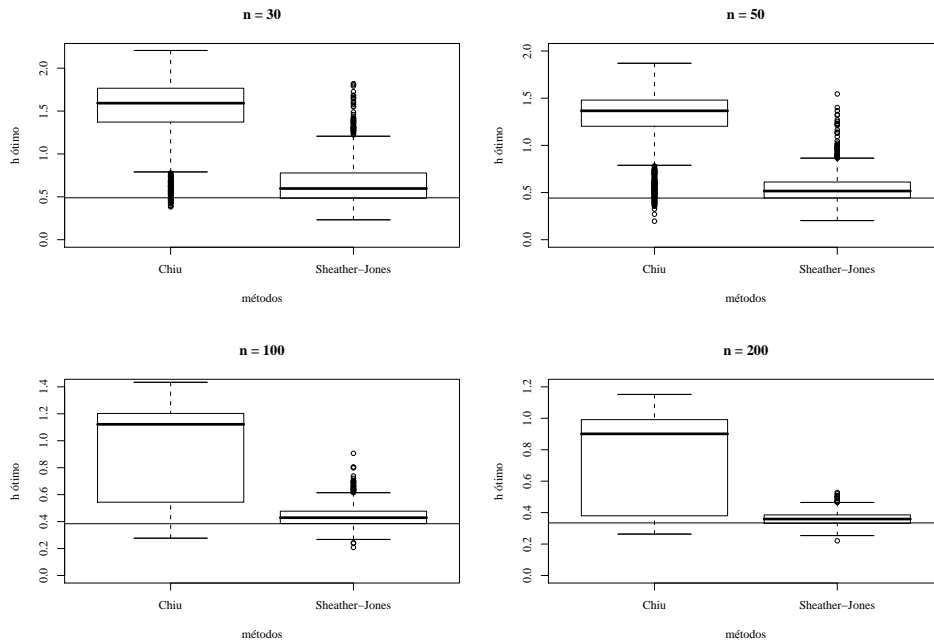 n = 30
h ótimo
0.0 0.5 1.0 1.5 2.0
Chiu Sheather−Jones
métodos
n = 50
h ótimo
0.0 0.5 1.0 1.5 2.0
Chiu Sheather−Jones
métodos
n = 100
h ótimo
0.0 0.2 0.4 0.6 0.8 1.0 1.2 1.4
Chiu Sheather−Jones
métodos
n = 200
h ótimo
0.0 0.2 0.4 0.6 0.8 1.0 1.2
Chiu Sheather−Jones
métodos